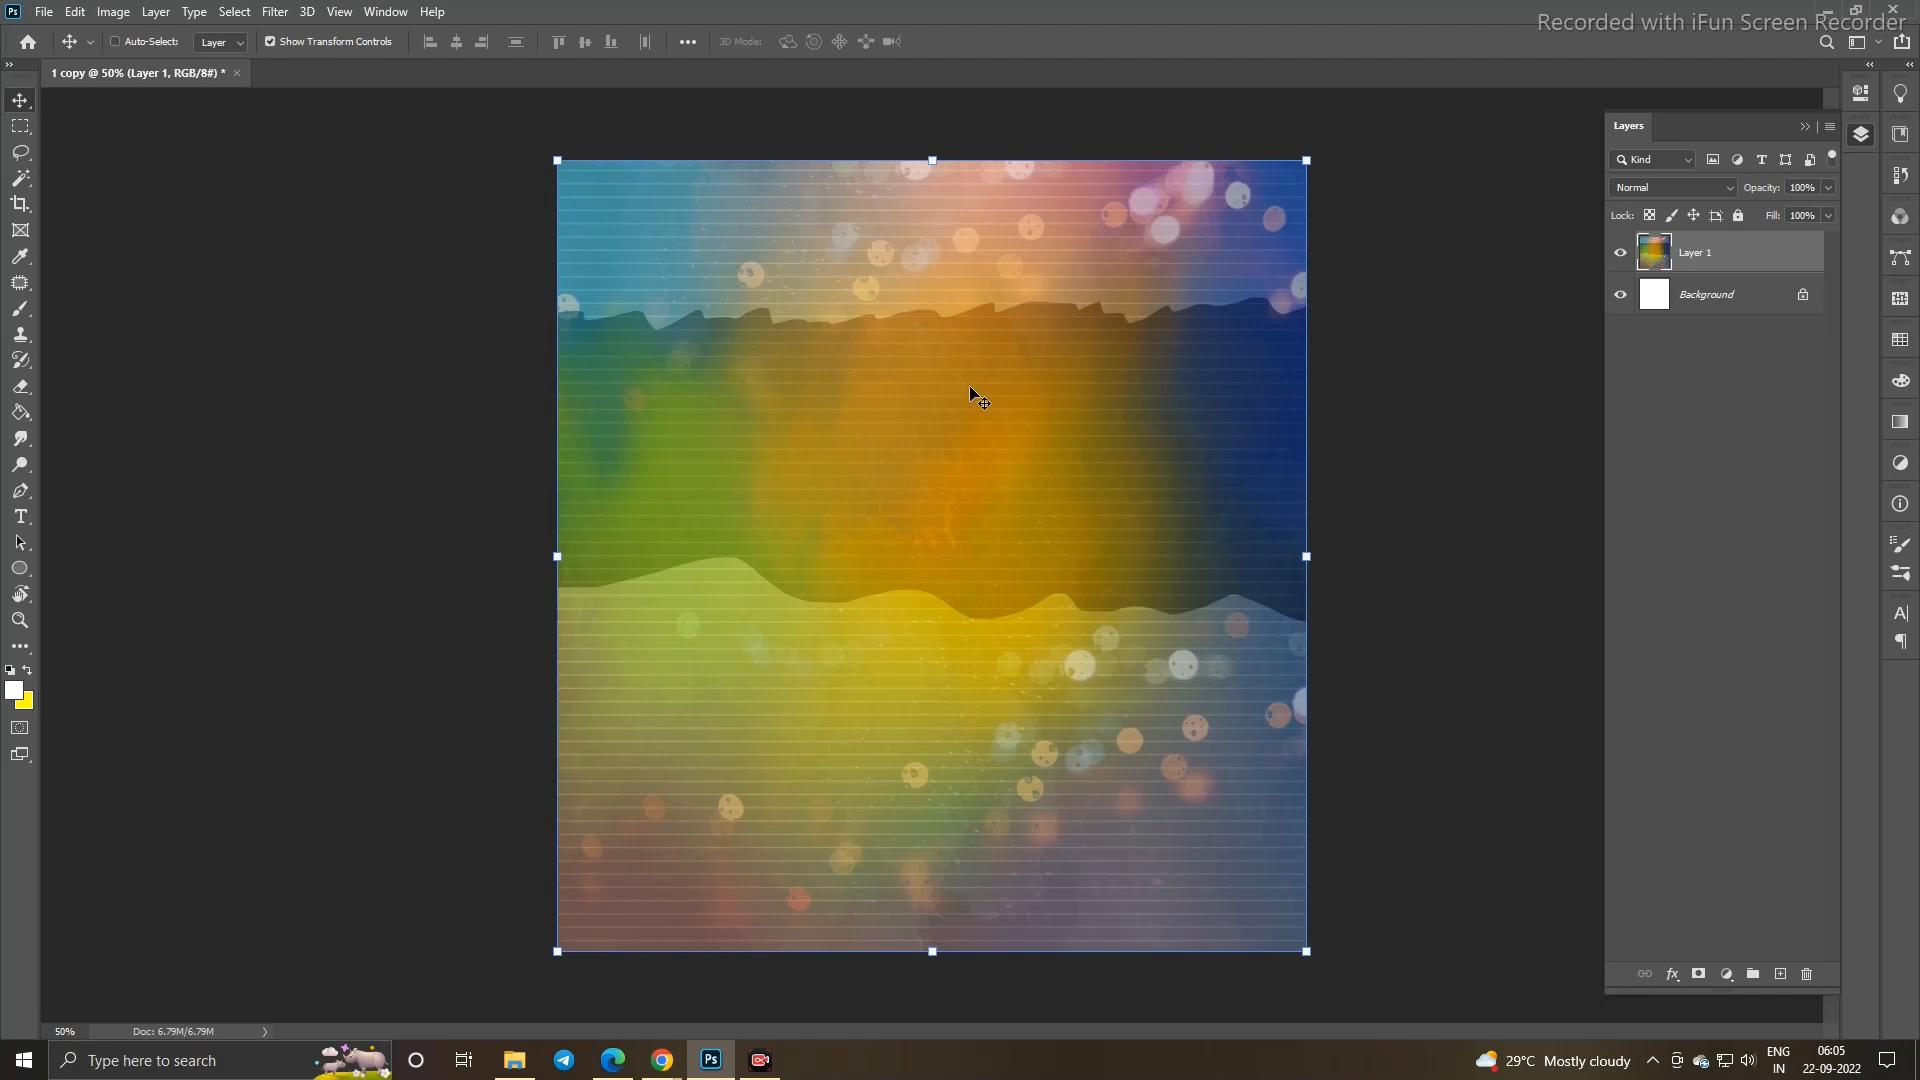 Ps File Edit Image Layer Type Select Filter 3D View Window Help
Recorded with iFun Screen Recorder
Auto-Select: Layer Show Transform Controls 3D Mode:
1 copy @ 50% (Layer 1, RGB/8#) *
Layers
Kind
Normal Opacity: 100%
Lock: Fill: 100%
Layer 1
Background
fx
50% Doc: 6.79M/6.79M
Type here to search
Ps
29°C Mostly cloudy
ENG
IN
06:05
22-09-2022